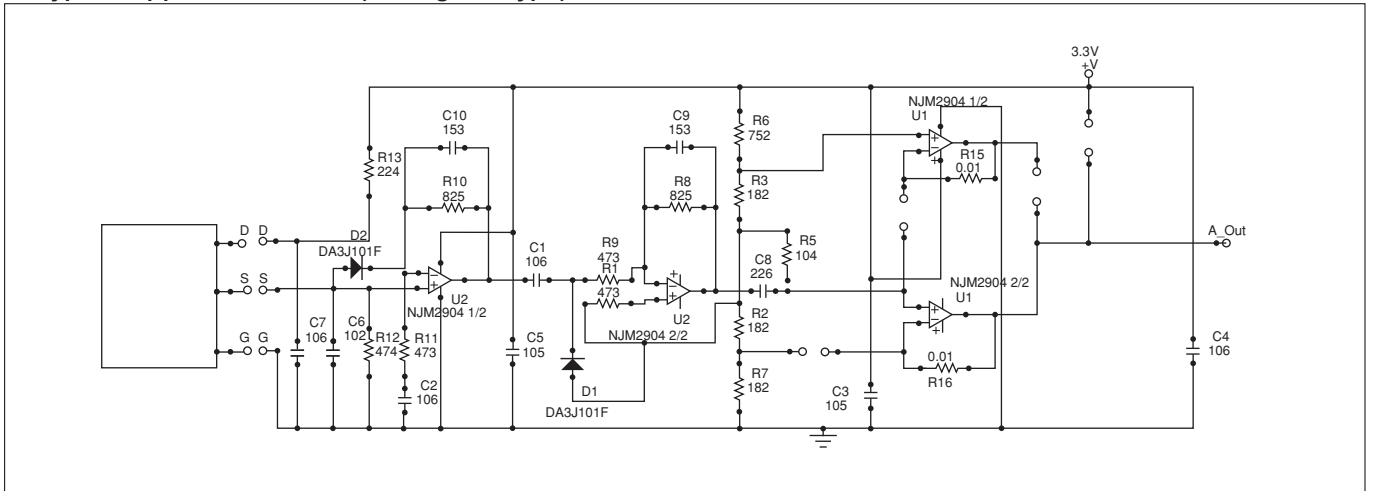 3.3V
+V
C10
153
C9
153
R6
752
NJM2904 1/2
U1
R13
224
R10
825
R8
825
R3
182
R15
0.01
D D
D2
DA3J101F
R5
104
A_Out
S S
C1
106
R9
473
R1
473
C8
226
U2
NJM2904 1/2
U2
NJM2904 2/2
NJM2904 2/2
U1
G G
C7
106
C6
102
R12
474
R11
473
C5
105
R2
182
C4
106
C2
106
D1
DA3J101F
R7
182
C3
105
0.01
R16